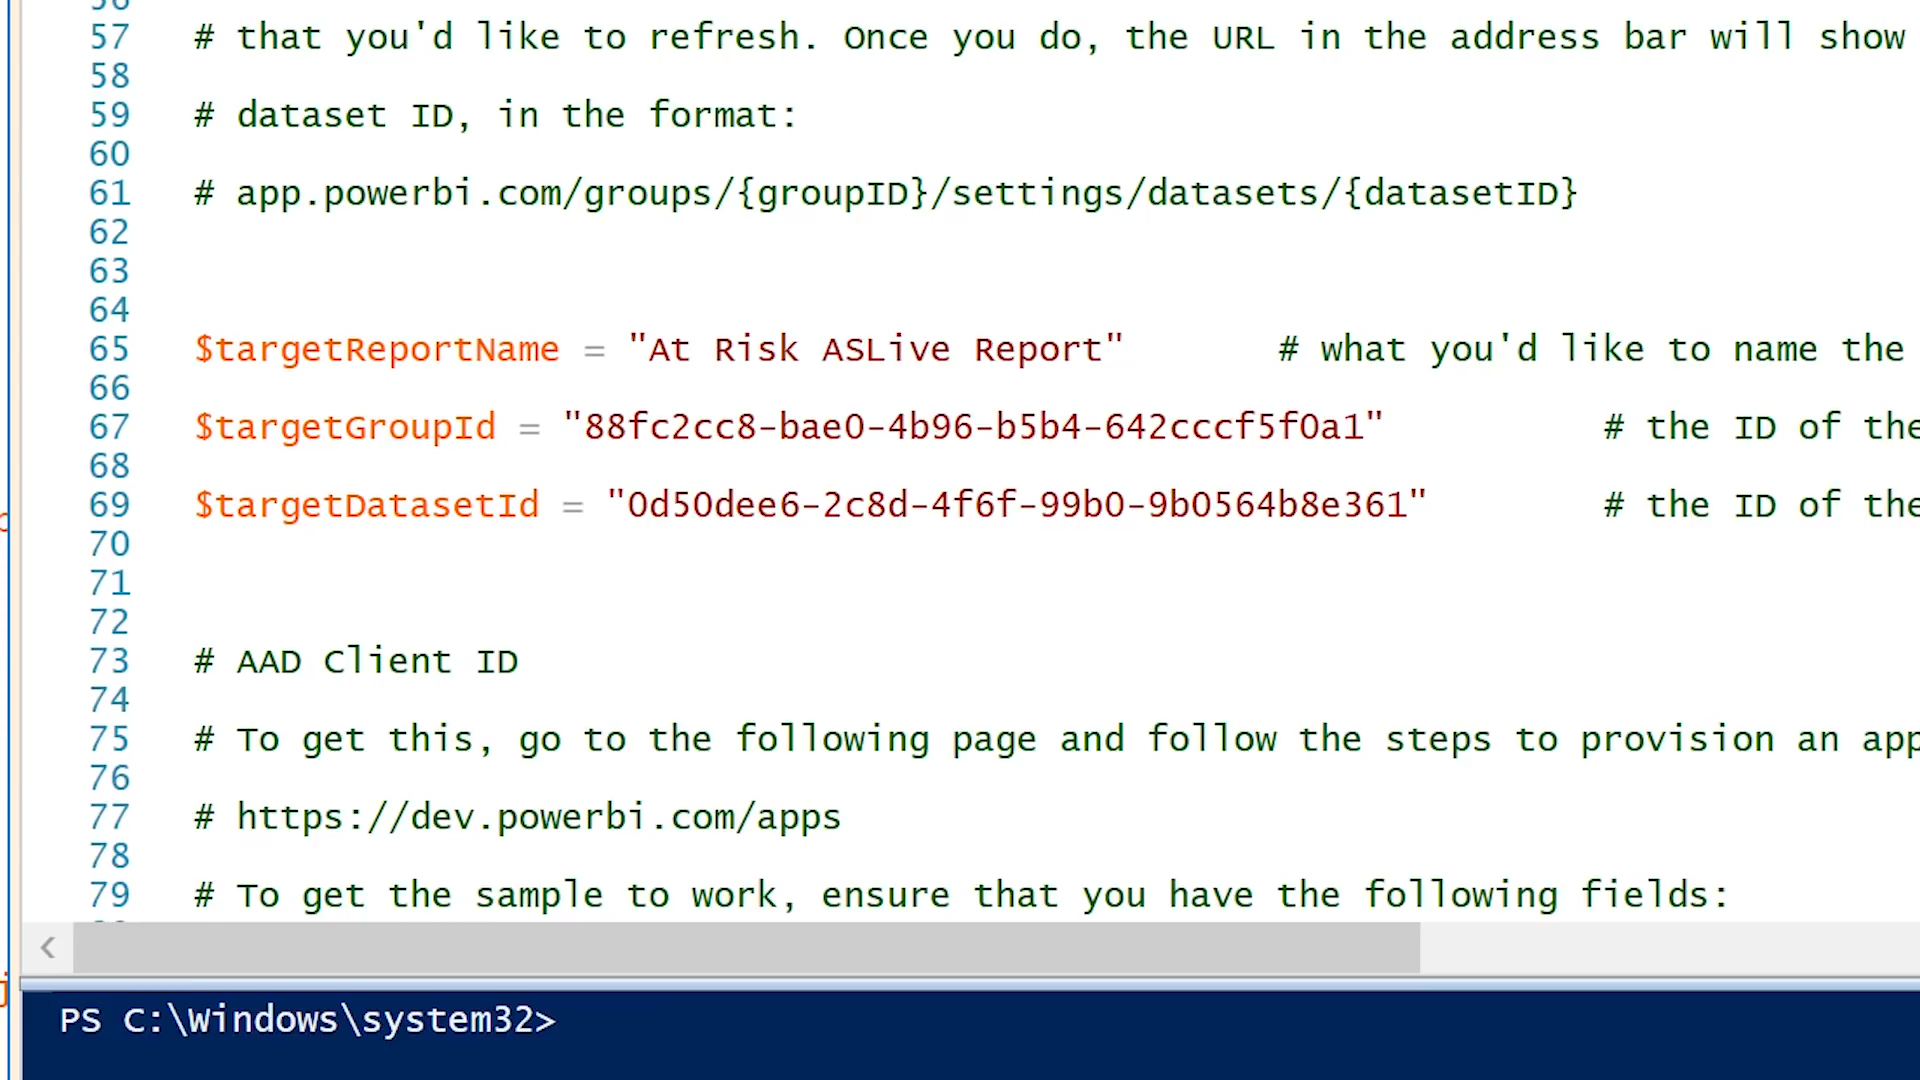 57 # that you'd like to refresh. Once you do, the URL in the address bar will show
58
59 # dataset ID, in the format:
60
61 # app.powerbi.com/groups/{groupID}/settings/datasets/{datasetID}
62
63
64
65 $targetReportName = "At Risk ASLive Report" # what you'd like to name the
66
67 $targetGroupId = "88fc2cc8-bae0-4b96-b5b4-642cccf5f0a1" # the ID of the
68
69 $targetDatasetId = "0d50dee6-2c8d-4f6f-99b0-9b0564b8e361" # the ID of the
70
71
72
73 # AAD Client ID
74
75 # To get this, go to the following page and follow the steps to provision an app
76
77 # https://dev.powerbi.com/apps
78
79 # To get the sample to work, ensure that you have the following fields:
PS C:\Windows\system32>